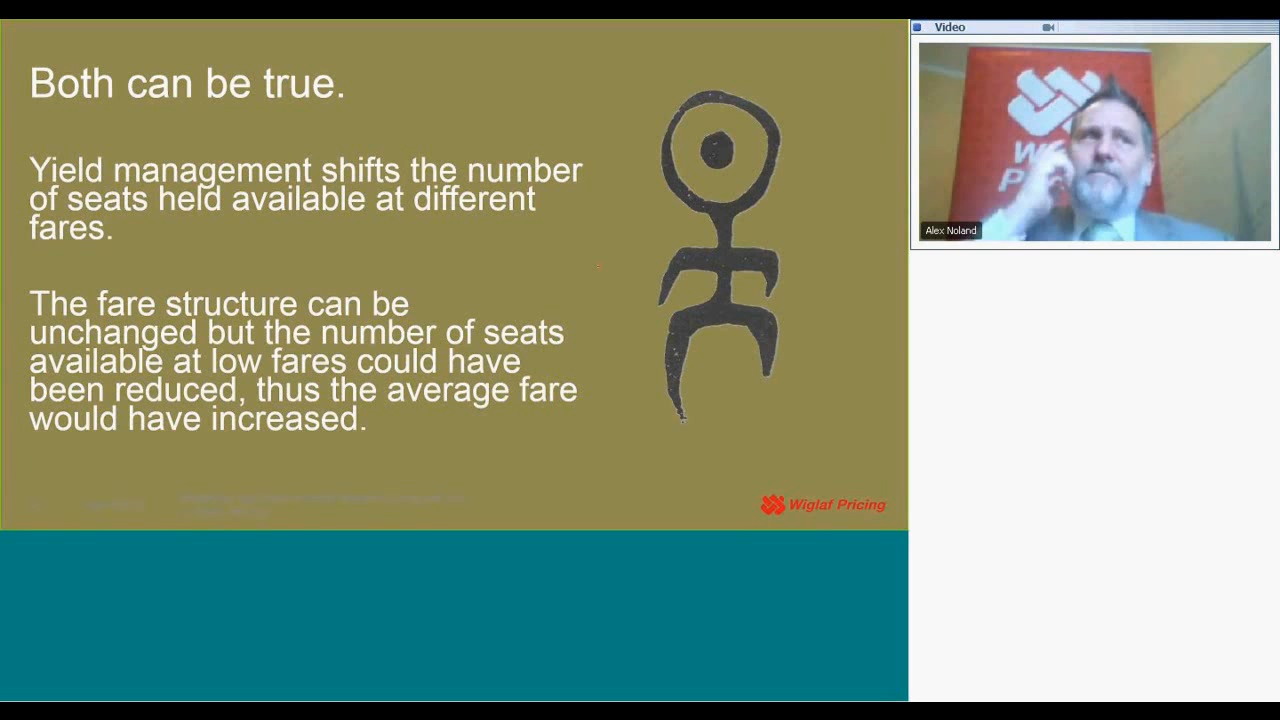 Both can be true.
Yield management shifts the number
of seats held available at different
fares.
The fare structure can be
unchanged but the number of seats
available at low fares could have
been reduced, thus the average fare
would have increased.
Wiglaf Pricing
Video
Alex Noland